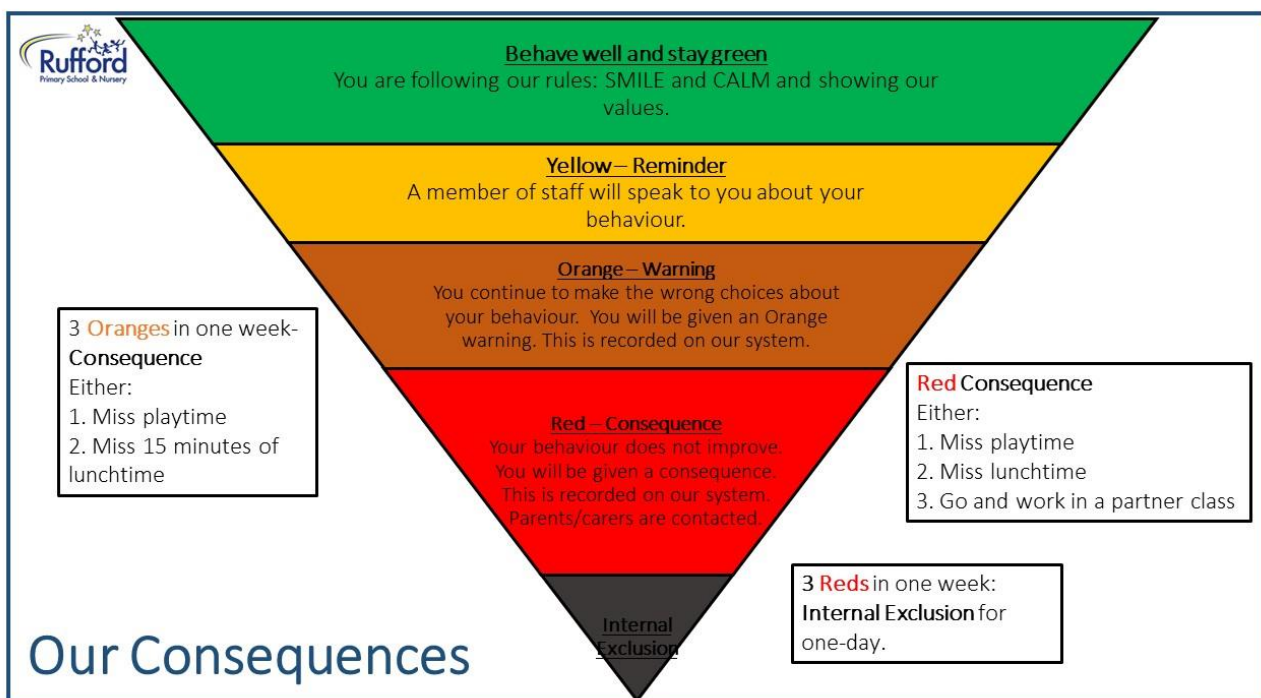 Rufford
Primary School & Nursery
Behave well and stay green
You are following our rules: SMILE and CALM and showing our
values.
Yellow – Reminder
A member of staff will speak to you about your
behaviour.
Orange – Warning
You continue to make the wrong choices about
your behaviour.  You will be given an Orange
warning. This is recorded on our system.
3 Oranges in one week-
Consequence
Either:
1. Miss playtime
2. Miss 15 minutes of
lunchtime
Red – Consequence
Your behaviour does not improve.
You will be given a consequence.
This is recorded on our system.
Parents/carers are contacted.
Red Consequence
Either:
1. Miss playtime
2. Miss lunchtime
3. Go and work in a partner class
Internal
Exclusion
3 Reds in one week:
Internal Exclusion for
one-day.
Our Consequences